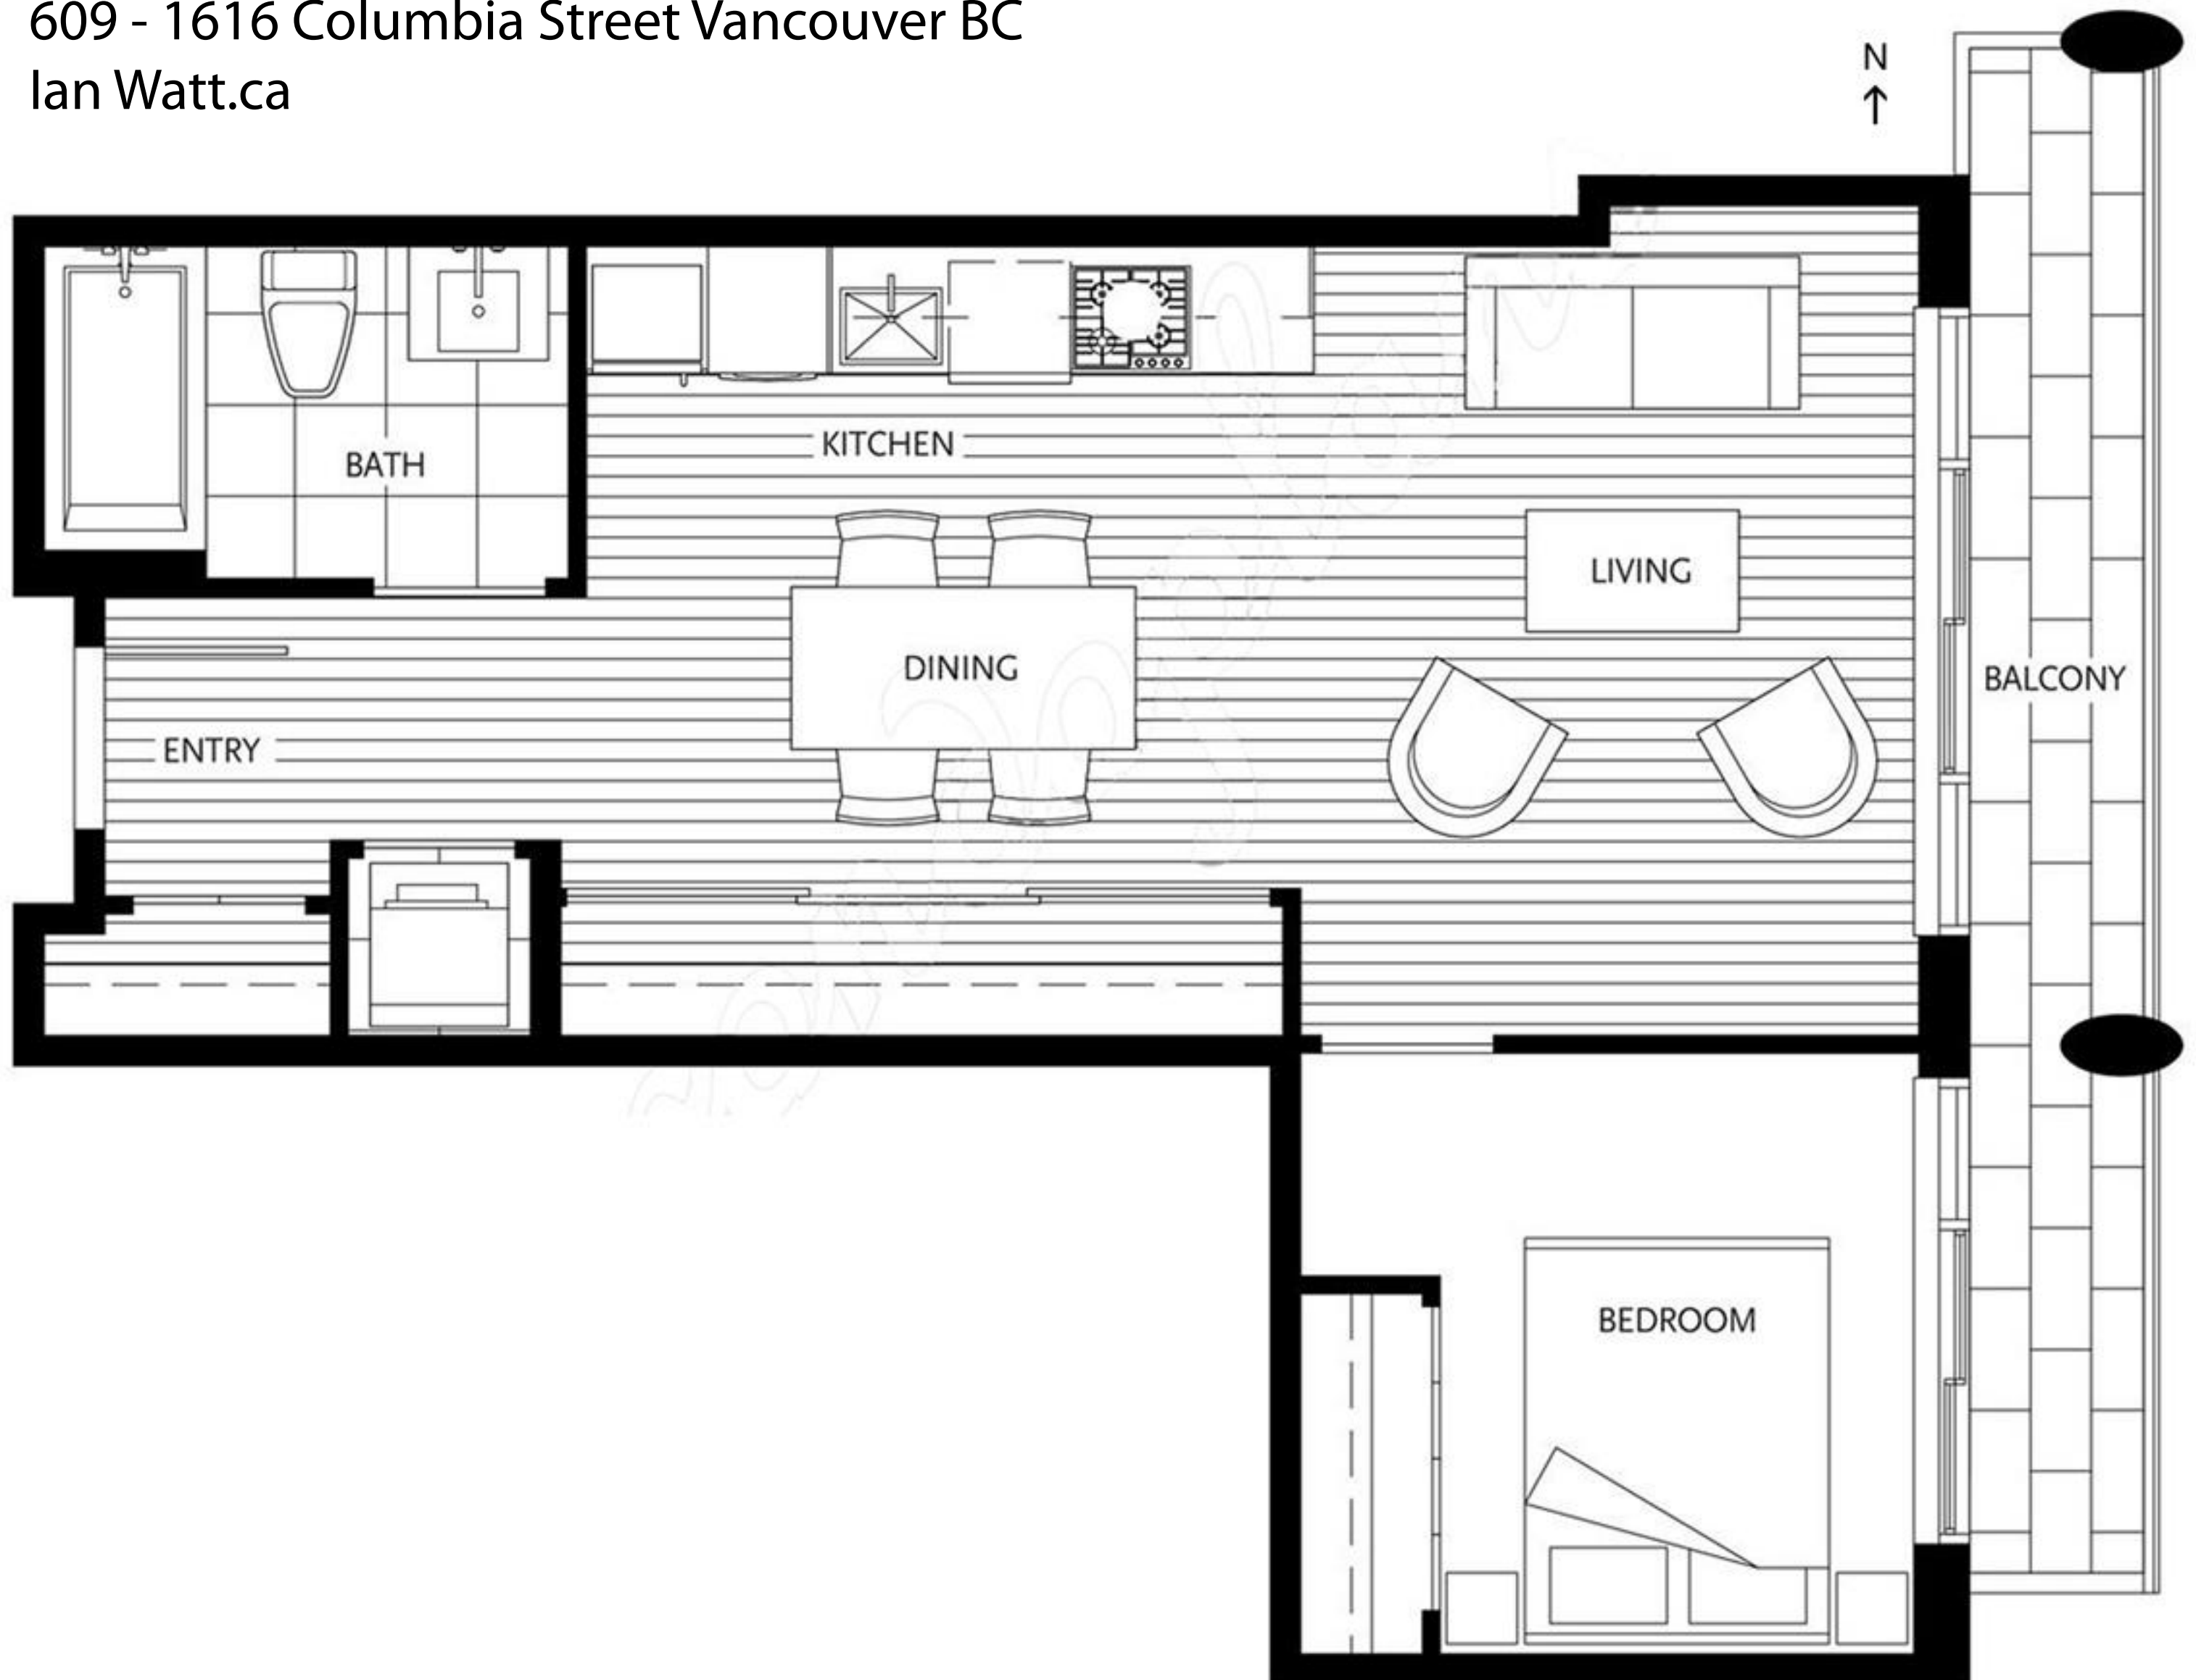 609 - 1616 Columbia Street Vancouver BC
Ian Watt.ca
N
BATH
KITCHEN
LIVING
DINING
BALCONY
ENTRY
BEDROOM